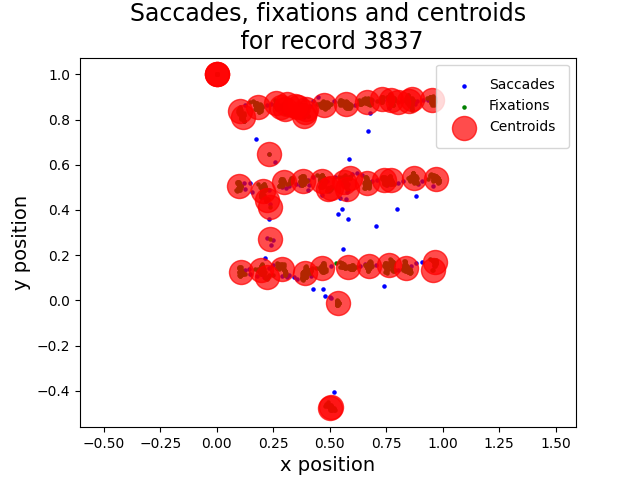 Saccades, fixations and centroids
for record 3837
Saccades
Fixations
Centroids
y position
1.0
0.8
0.6
0.4
0.2
0.0
−0.2
−0.4
−0.50
−0.25
0.00
0.25
0.50
0.75
1.00
1.25
1.50
x position